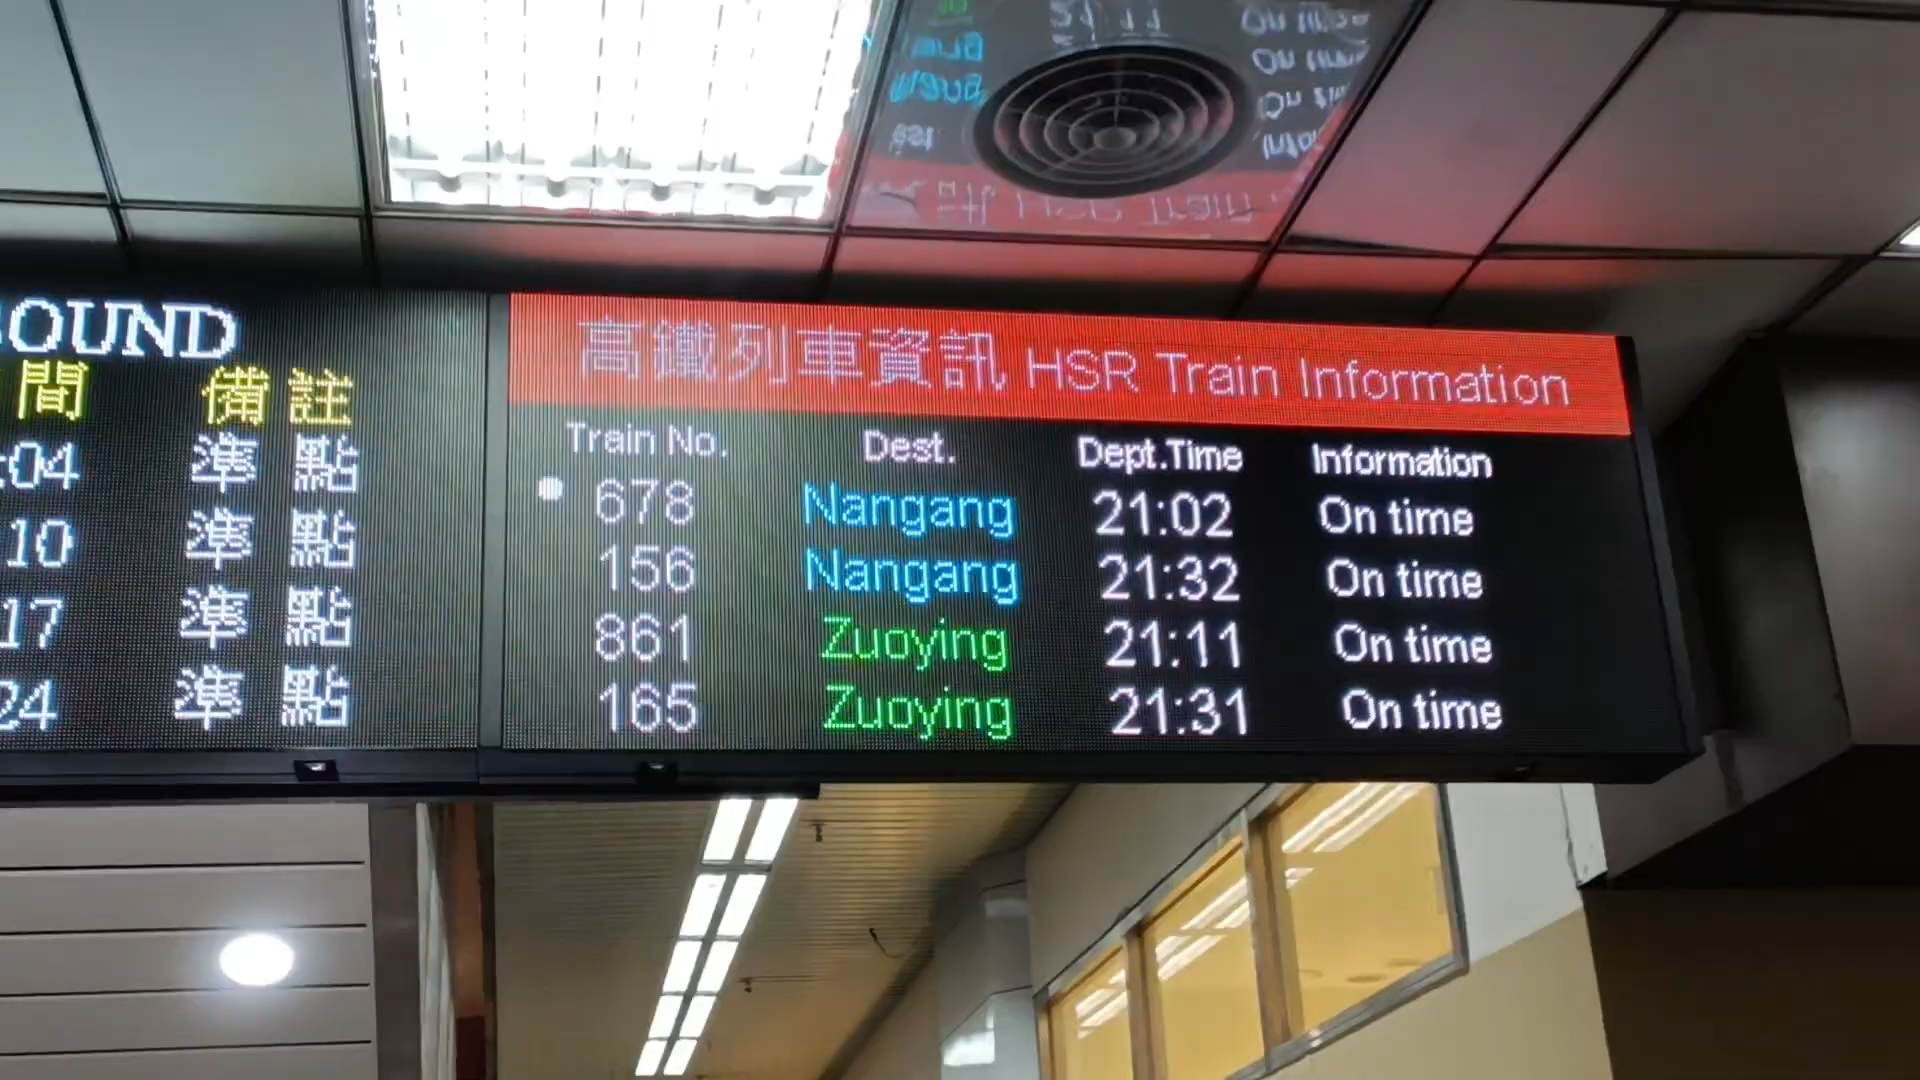 BOUND
間 備註
:04 準點
10 準點
17 準點
24 準點
高鐵列車資訊 HSR Train Information
Train No. Dest. Dept.Time Information
678 Nangang 21:02 On time
156 Nangang 21:32 On time
861 Zuoying 21:11 On time
165 Zuoying 21:31 On time